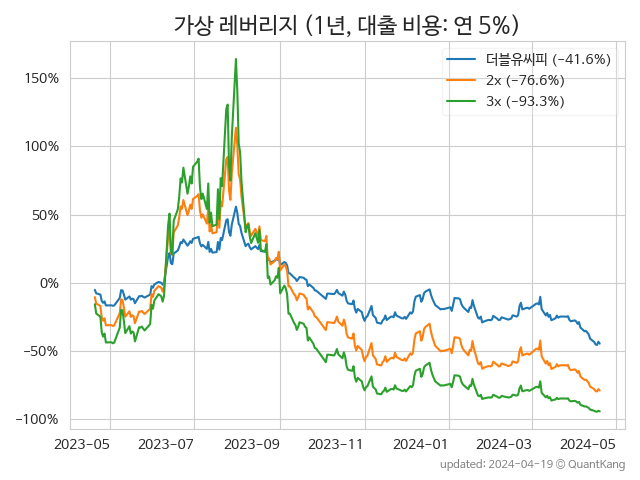 가상 레버리지 (1년, 대출 비용: 연 5%)
더블유씨피 (−41.6%)
2x (−76.6%)
3x (−93.3%)
150%
100%
50%
0%
−50%
−100%
2023-05 2023-07 2023-09 2023-11 2024-01 2024-03 2024-05
updated: 2024-04-19 © QuantKang